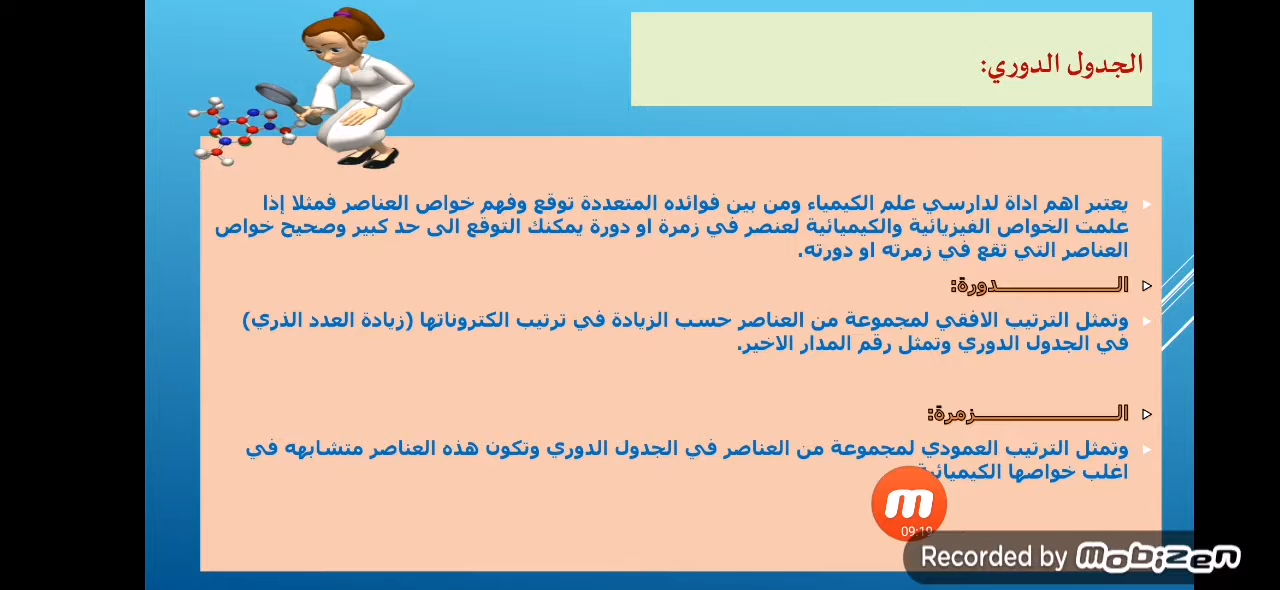 الجدول الدوري:
يعتبر اهم اداة لدارسي علم الكيمياء ومن بين فوائده المتعددة توقع وفهم خواص العناصر فمثلا إذا
علمت الخواص الفيزيائية والكيميائية لعنصر في زمرة او دورة يمكنك التوقع الى حد كبير وصحيح خواص
العناصر التي تقع في زمرته او دورته.
الـــــــــــــــــدورة:
وتمثل الترتيب الافقي لمجموعة من العناصر حسب الزيادة في ترتيب الكتروناتها (زيادة العدد الذري)
في الجدول الدوري وتمثل رقم المدار الاخير.
الـــــــــــــــــــزمرة:
وتمثل الترتيب العمودي لمجموعة من العناصر في الجدول الدوري وتكون هذه العناصر متشابهه في
اغلب خواصها الكيميائية
m
09:19
Recorded by mobizen